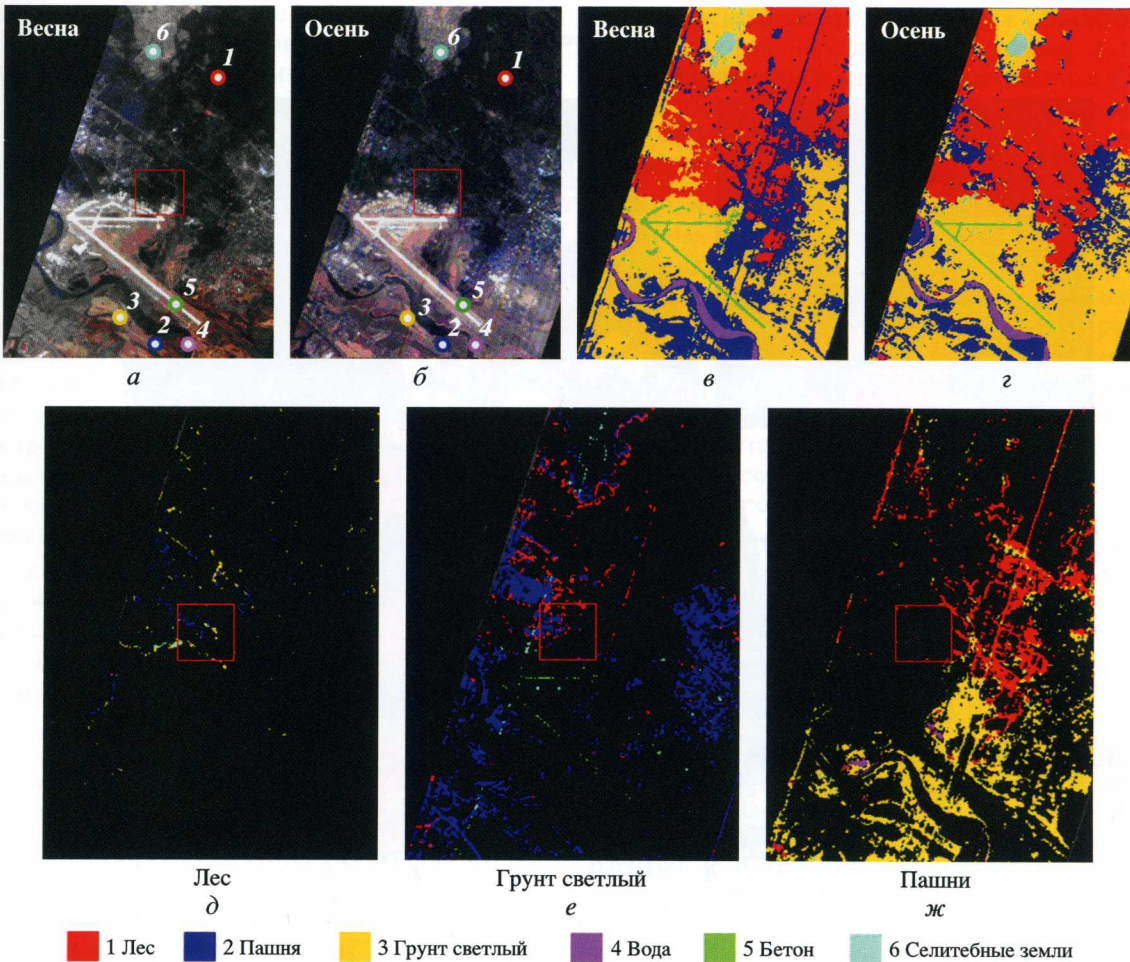 Весна
Осень
Весна
Осень
6
1
3
5
2
4
6
1
3
5
2
4
а
б
в
г
Лес
Грунт светлый
Пашни
д
е
ж
1 Лес
2 Пашня
3 Грунт светлый
4 Вода
5 Бетон
6 Селитебные земли